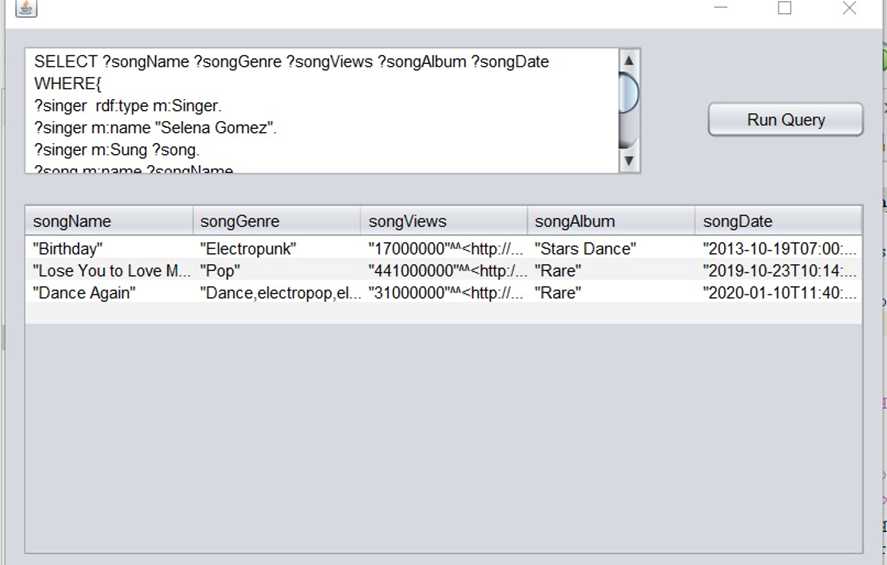 SELECT ?songName ?songGenre ?songViews ?songAlbum ?songDate
WHERE{
?singer  rdf:type m:Singer.
?singer m:name "Selena Gomez".
?singer m:Sung ?song.
?song m:name ?songName
Run Query
songName songGenre songViews songAlbum songDate
"Birthday" "Electropunk" "17000000"^^<http://... "Stars Dance" "2013-10-19T07:00:...
"Lose You to Love M... "Pop" "441000000"^^<http:/... "Rare" "2019-10-23T10:14:...
"Dance Again" "Dance,electropop,el... "31000000"^^<http://... "Rare" "2020-01-10T11:40:...